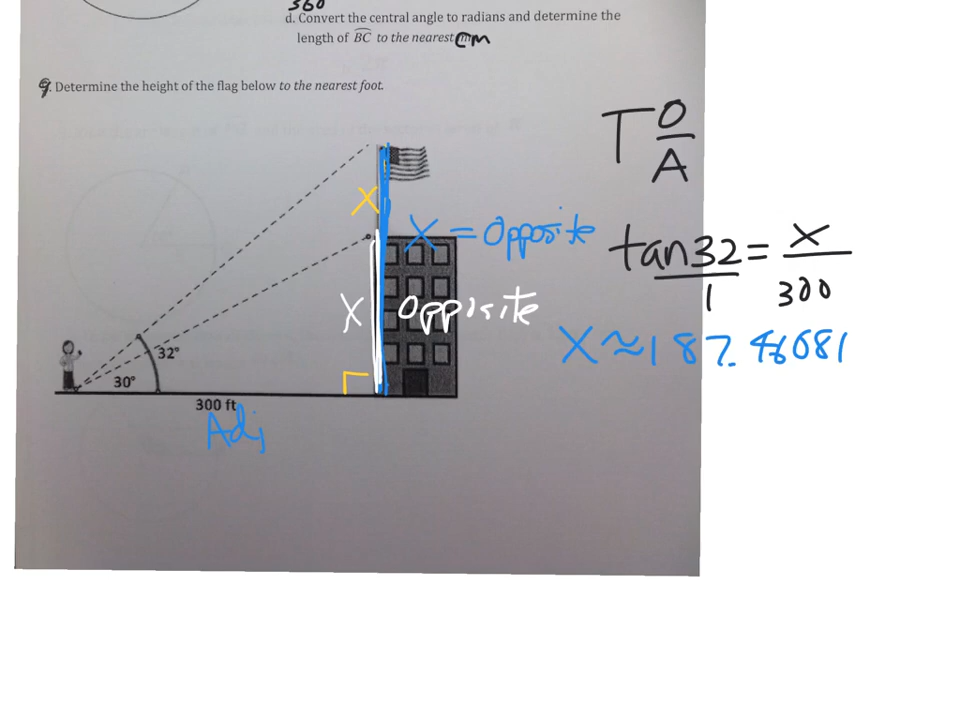 360
d. Convert the central angle to radians and determine the
length of BC to the nearest cm
9. Determine the height of the flag below to the nearest foot.
T O/A
X
X = Opposite
tan32 = x
1 300
X Opposite
X ≈ 187.46081
32°
30°
300 ft
Adj